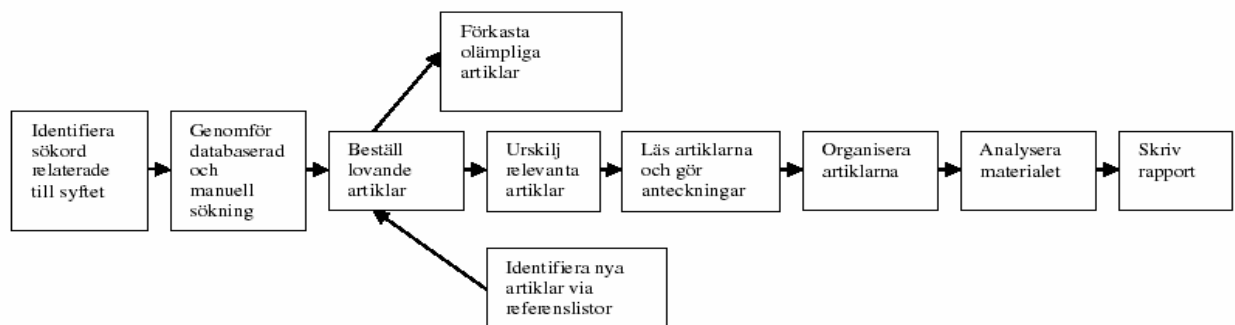 Förkasta
olämpliga
artiklar
Identifiera
sökord
relaterade
till syftet
Genomför
databaserad
och
manuell
sökning
Beställ
lovande
artiklar
Urskilj
relevanta
artiklar
Läs artiklarna
och gör
anteckningar
Organisera
artiklarna
Analysera
materialet
Skriv
rapport
Identifiera nya
artiklar via
referenslistor